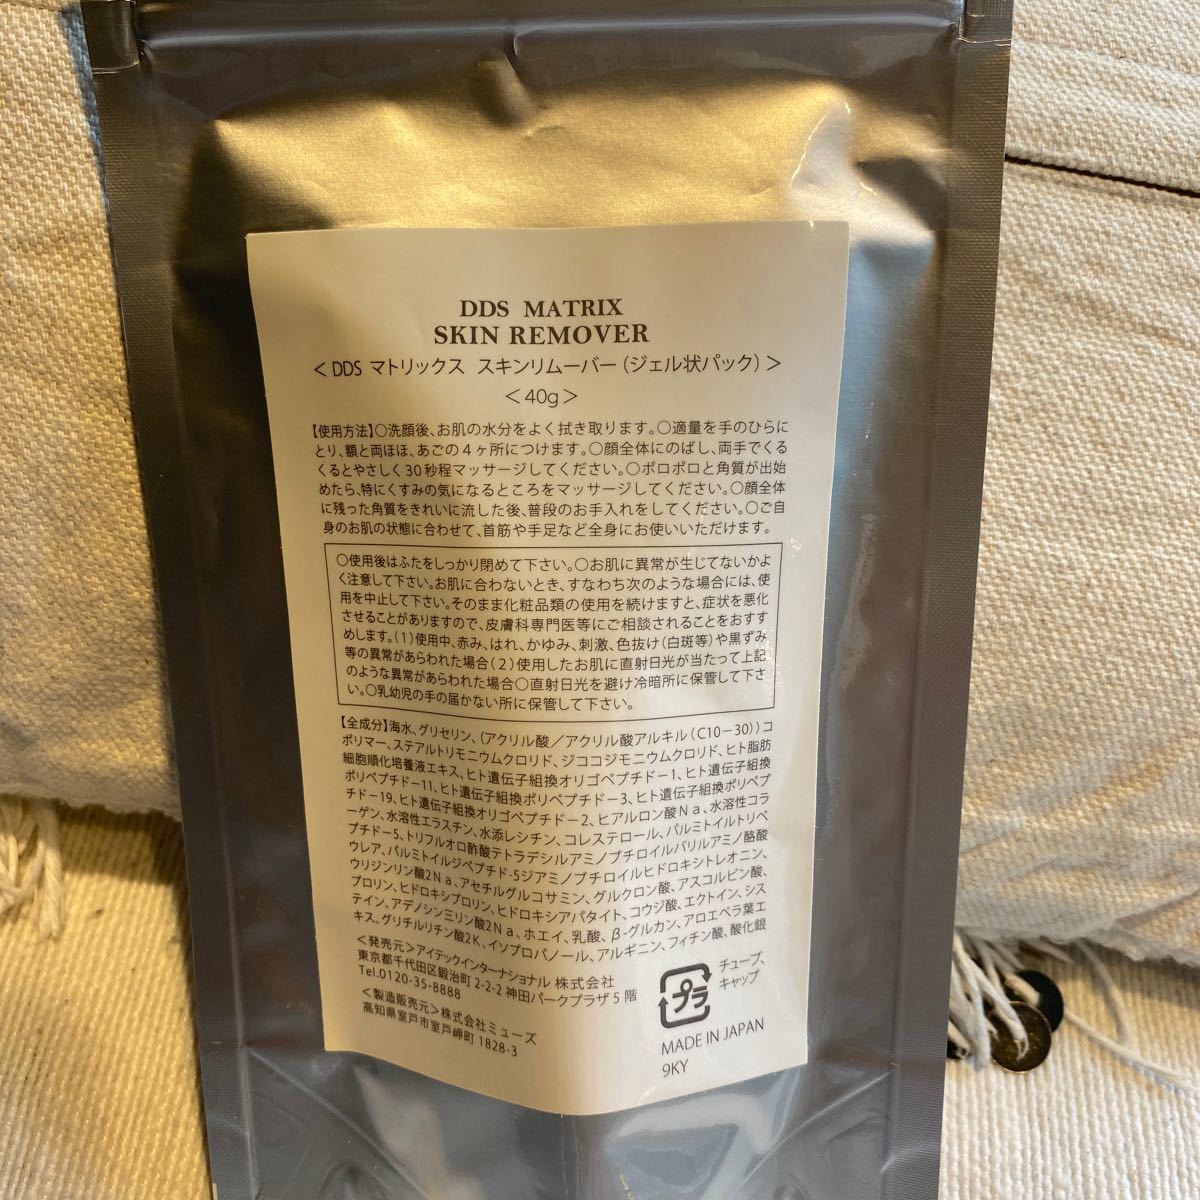 DDS MATRIX
SKIN REMOVER
＜DDS マトリックス スキンリムーバー（ジェル状パック）＞
＜40g＞
【使用方法】○洗顔後、お肌の水分をよく拭き取ります。○適量を手のひらに
とり、額と両ほほ、あごの４ヶ所につけます。○顔全体にのばし、両手でくる
くるとやさしく30秒程マッサージしてください。○ポロポロと角質が出始
めたら、特にくすみの気になるところをマッサージしてください。○顔全体
に残った角質をきれいに流した後、普段のお手入れをしてください。○ご自
身のお肌の状態に合わせて、首筋や手足など全身にお使いいただけます。
○使用後はふたをしっかり閉めて下さい。○お肌に異常が生じてないかよ
く注意して下さい。お肌に合わないとき、すなわち次のような場合には、使
用を中止して下さい。そのまま化粧品類の使用を続けますと、症状を悪化
させることがありますので、皮膚科専門医等にご相談されることをおすす
めします。（1）使用中、赤み、はれ、かゆみ、刺激、色抜け（白斑等）や黒ずみ
等の異常があらわれた場合（2）使用したお肌に直射日光が当たって上記
のような異常があらわれた場合○直射日光を避け冷暗所に保管して下さ
い。○乳幼児の手の届かない所に保管して下さい。
【全成分】海水、グリセリン、（アクリル酸／アクリル酸アルキル（C10－30））コ
ポリマー、ステアルトリモニウムクロリド、ジココジモニウムクロリド、ヒト脂肪
細胞順化培養液エキス、ヒト遺伝子組換オリゴペプチド－1、ヒト遺伝子組換
ポリペプチド－11、ヒト遺伝子組換ポリペプチド－3、ヒト遺伝子組換ポリペプ
チド－19、ヒト遺伝子組換オリゴペプチド－2、ヒアルロン酸Ｎａ、水溶性コラ
ーゲン、水溶性エラスチン、水添レシチン、コレステロール、パルミトイルトリペ
プチド－5、トリフルオロ酢酸テトラデシルアミノブチロイルバリルアミノ酪酸
ウレア、パルミトイルジペプチド-5ジアミノブチロイルヒドロキシトレオニン、
ウリジンリン酸2Ｎａ、アセチルグルコサミン、グルクロン酸、アスコルビン酸、
プロリン、ヒドロキシプロリン、ヒドロキシアパタイト、コウジ酸、エクトイン、シス
テイン、アデノシン三リン酸2Ｎａ、ホエイ、乳酸、β-グルカン、アロエベラ葉エ
キス、グリチルリチン酸2Ｋ、イソプロパノール、アルギニン、フィチン酸、酸化銀
＜発売元＞アイテックインターナショナル 株式会社
東京都千代田区鍛冶町 2-2-2 神田パークプラザ 5 階
Tel.0120-35-8888
＜製造販売元＞株式会社ミューズ
高知県室戸市室戸岬町 1828-3
プラ
チューブ、
キャップ
MADE IN JAPAN
9KY